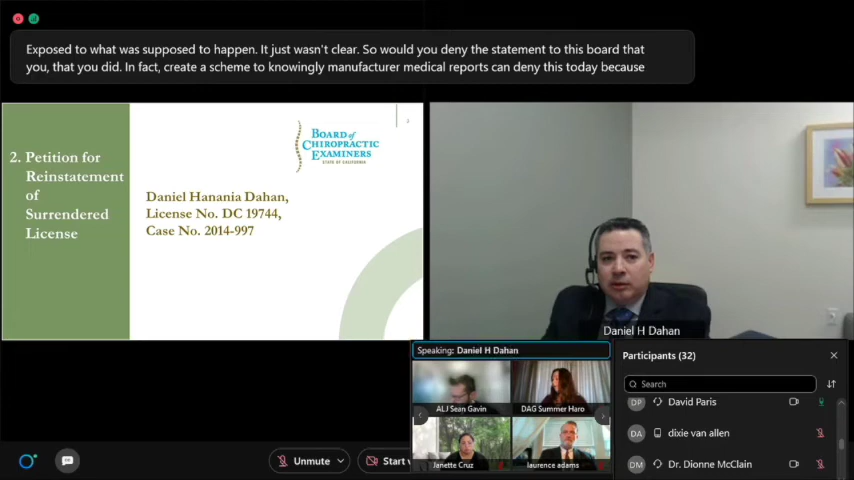 Exposed to what was supposed to happen. It just wasn't clear. So would you deny the statement to this board that
you, that you did. In fact, create a scheme to knowingly manufacturer medical reports can deny this today because
2
BOARD of
CHIROPRACTIC
EXAMINERS
STATE OF CALIFORNIA
2. Petition for
Reinstatement
of
Surrendered
License
Daniel Hanania Dahan,
License No. DC 19744,
Case No. 2014-997
Daniel H Dahan
Speaking: Daniel H Dahan
ALJ Sean Gavin
DAG Summer Haro
Janette Cruz
laurence adams
Participants (32)
Search
DP David Paris
DA dixie van allen
DM Dr. Dionne McClain
Unmute
Start v